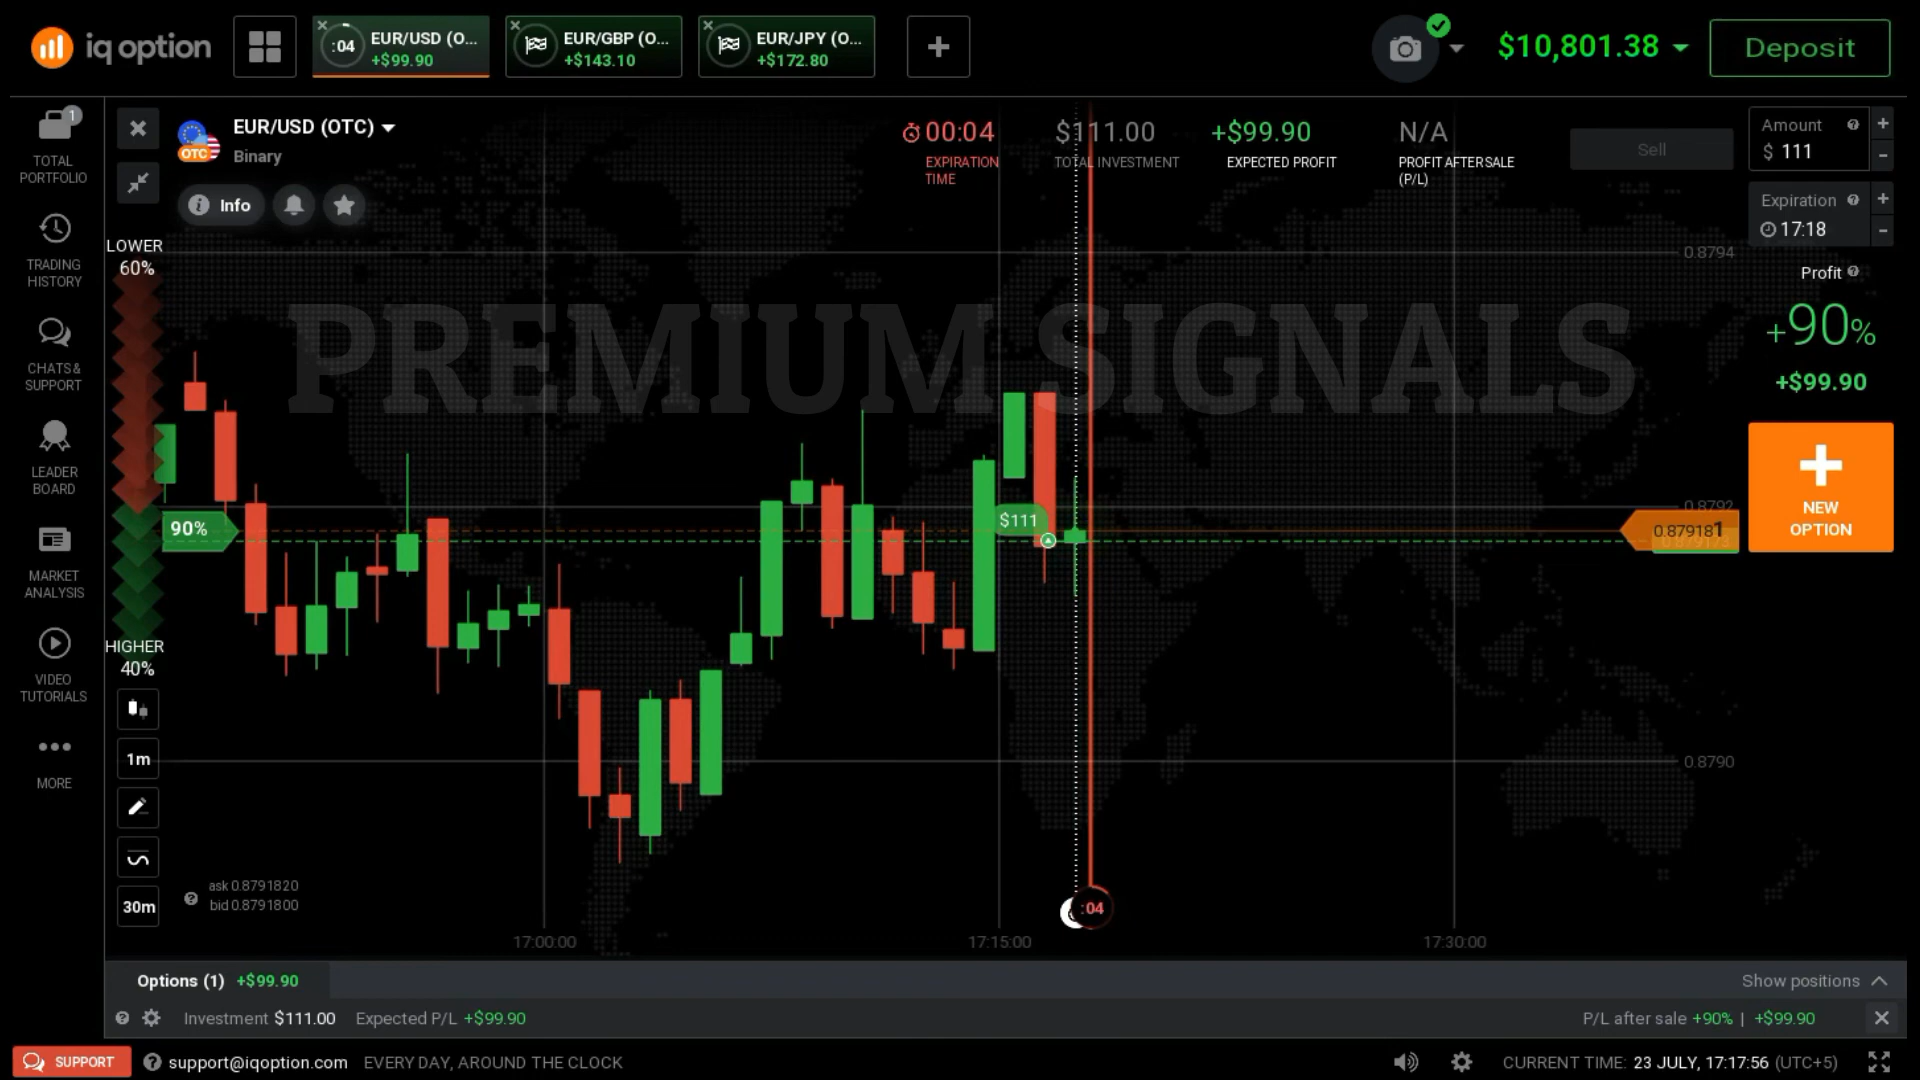 iq option
:04
EUR/USD (O...
+$99.90
EUR/GBP (O...
+$143.10
EUR/JPY (O...
+$172.80
$10,801.38
Deposit
1
TOTAL
PORTFOLIO
TRADING
HISTORY
CHATS &
SUPPORT
LEADER
BOARD
MARKET
ANALYSIS
VIDEO
TUTORIALS
MORE
EUR/USD (OTC)
OTC
Binary
Info
00:04
EXPIRATION
TIME
$111.00
TOTAL INVESTMENT
+$99.90
EXPECTED PROFIT
N/A
PROFIT AFTER SALE
(P/L)
Sell
Amount
$ 111
Expiration
17:18
Profit
+90%
+$99.90
NEW
OPTION
LOWER
60%
HIGHER
40%
PREMIUM SIGNALS
90%
$111
0.8794
0.8792
0.879181
0.8790
1m
30m
ask 0.8791820
bid 0.8791800
:04
17:00:00
17:15:00
17:30:00
Options (1) +$99.90
Show positions
Investment $111.00 Expected P/L +$99.90
P/L after sale +90% | +$99.90
SUPPORT
support@iqoption.com EVERY DAY, AROUND THE CLOCK
CURRENT TIME: 23 JULY, 17:17:56 (UTC+5)